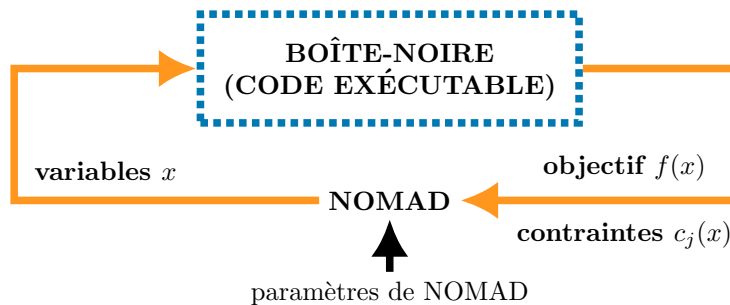 BOÎTE-NOIRE
(CODE EXÉCUTABLE)
variables x
objectif f(x)
NOMAD
contraintes c_j(x)
paramètres de NOMAD